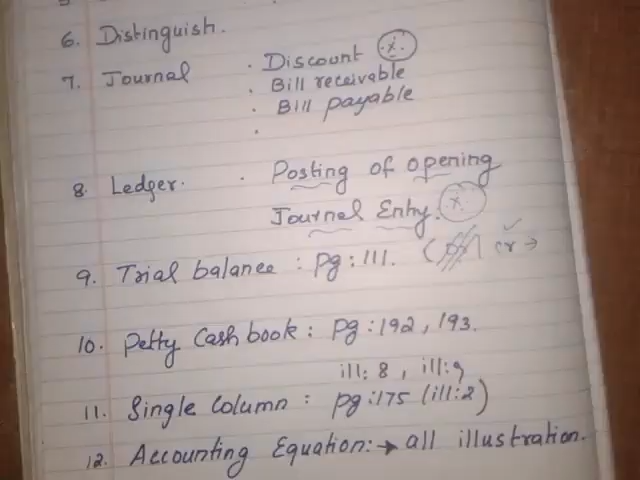 6. Distinguish.
7. Journal . Discount (*)
. Bill receivable
. Bill payable
.
8. Ledger. . Posting of opening
Journal Entry. (*)
9. Trial balance : pg : 111. cr →
10. Petty Cash book : pg : 192, 193.
ill: 8, ill: 9
11. Single Column : pg : 175 (ill:2)
12. Accounting Equation: → all illustration.